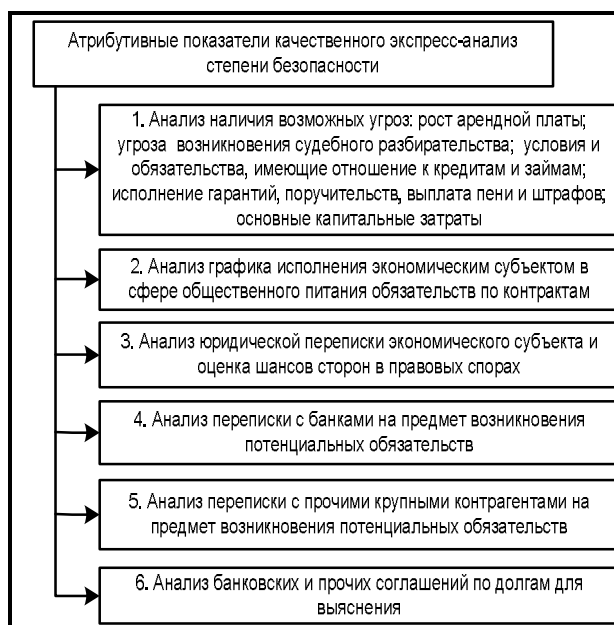 Атрибутивные показатели качественного экспресс-анализ
степени безопасности
1. Анализ наличия возможных угроз: рост арендной платы;
угроза возникновения судебного разбирательства; условия и
обязательства, имеющие отношение к кредитам и займам;
исполнение гарантий, поручительств, выплата пени и штрафов;
основные капитальные затраты
2. Анализ графика исполнения экономическим субъектом в
сфере общественного питания обязательств по контрактам
3. Анализ юридической переписки экономического субъекта и
оценка шансов сторон в правовых спорах
4. Анализ переписки с банками на предмет возникновения
потенциальных обязательств
5. Анализ переписки с прочими крупными контрагентами на
предмет возникновения потенциальных обязательств
6. Анализ банковских и прочих соглашений по долгам для
выяснения